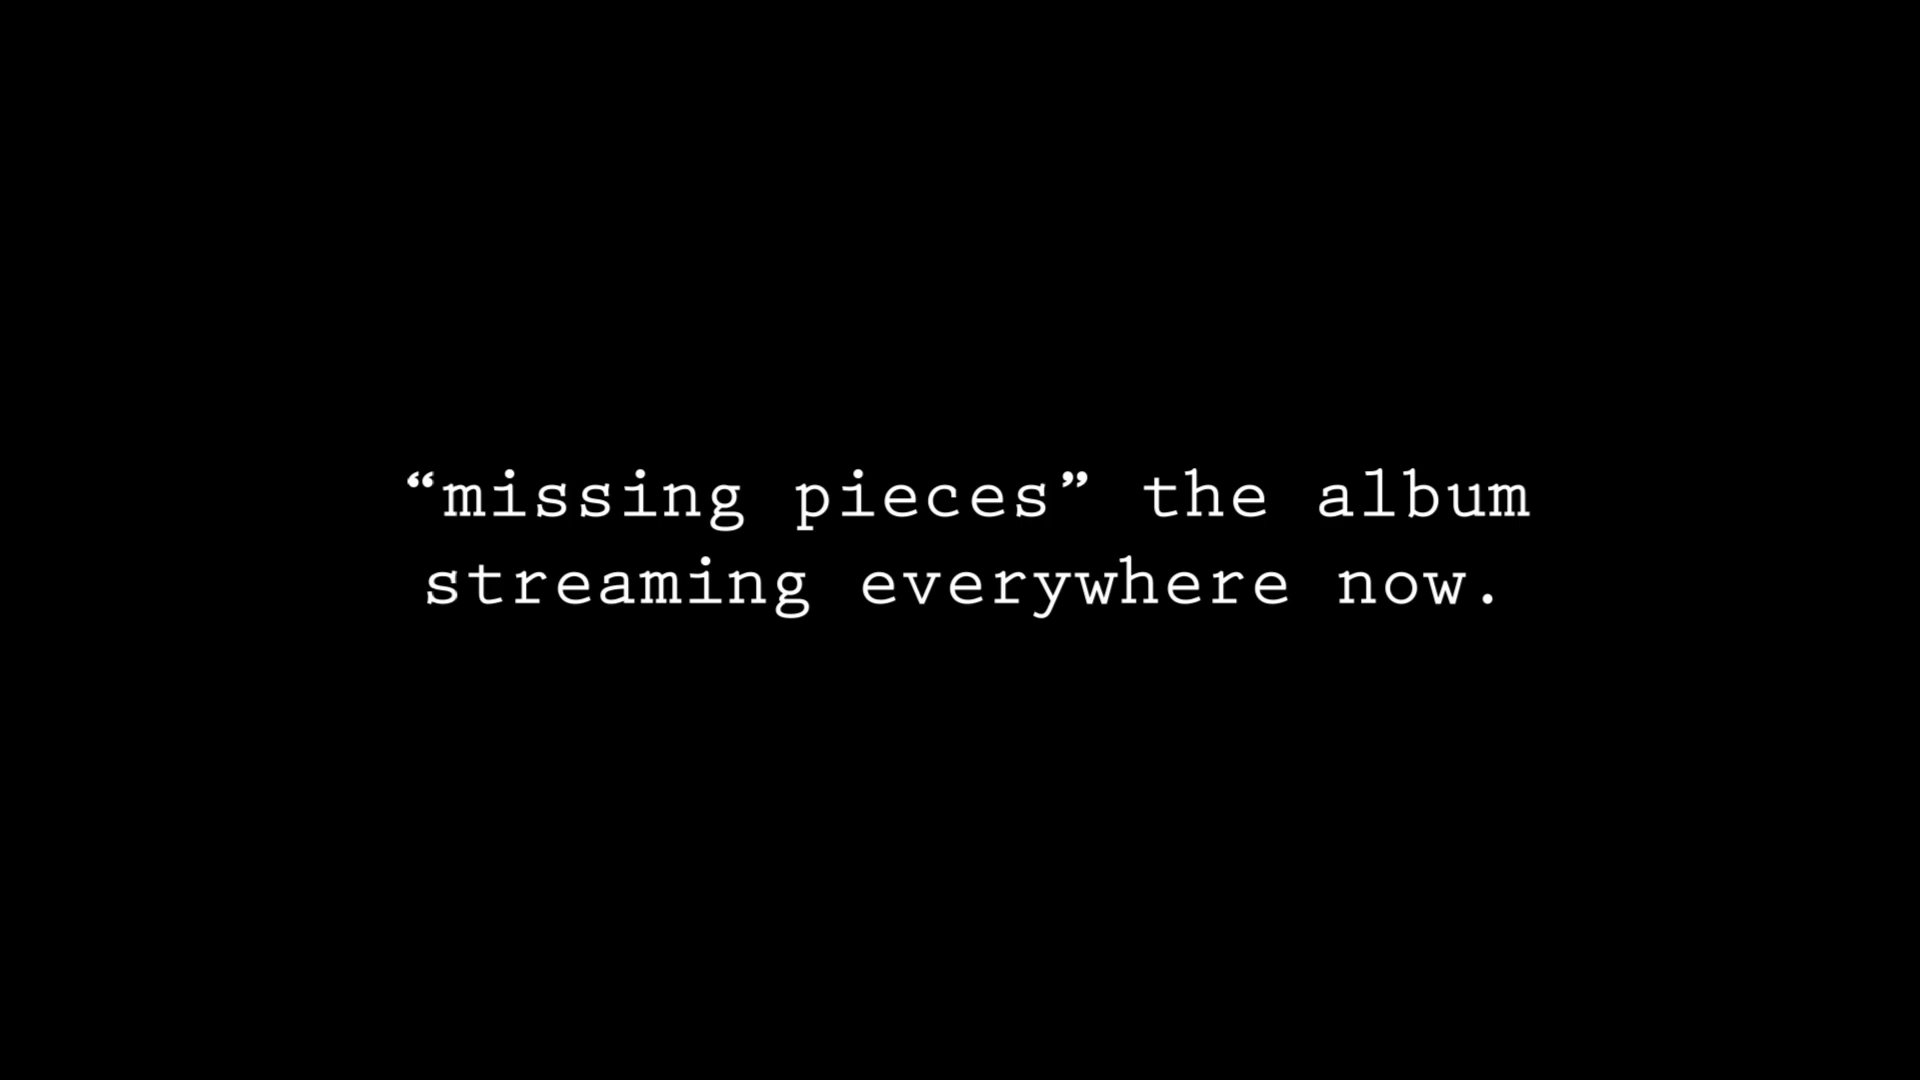 “missing pieces” the album
streaming everywhere now.